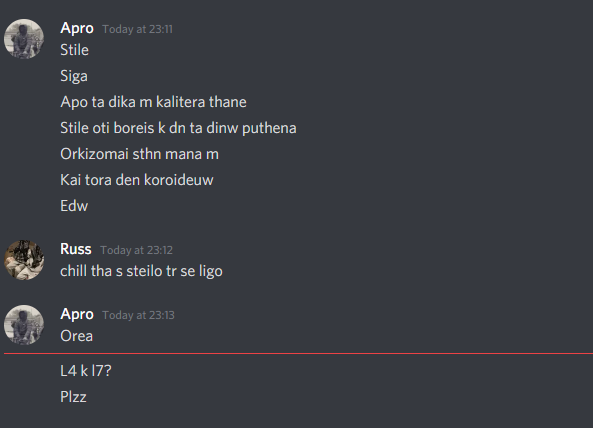 Apro Today at 23:11
Stile
Siga
Apo ta dika m kalitera thane
Stile oti boreis k dn ta dinw puthena
Orkizomai sthn mana m
Kai tora den koroideuw
Edw
Russ Today at 23:12
chill tha s steilo tr se ligo
Apro Today at 23:13
Orea
L4 k l7?
Plzz